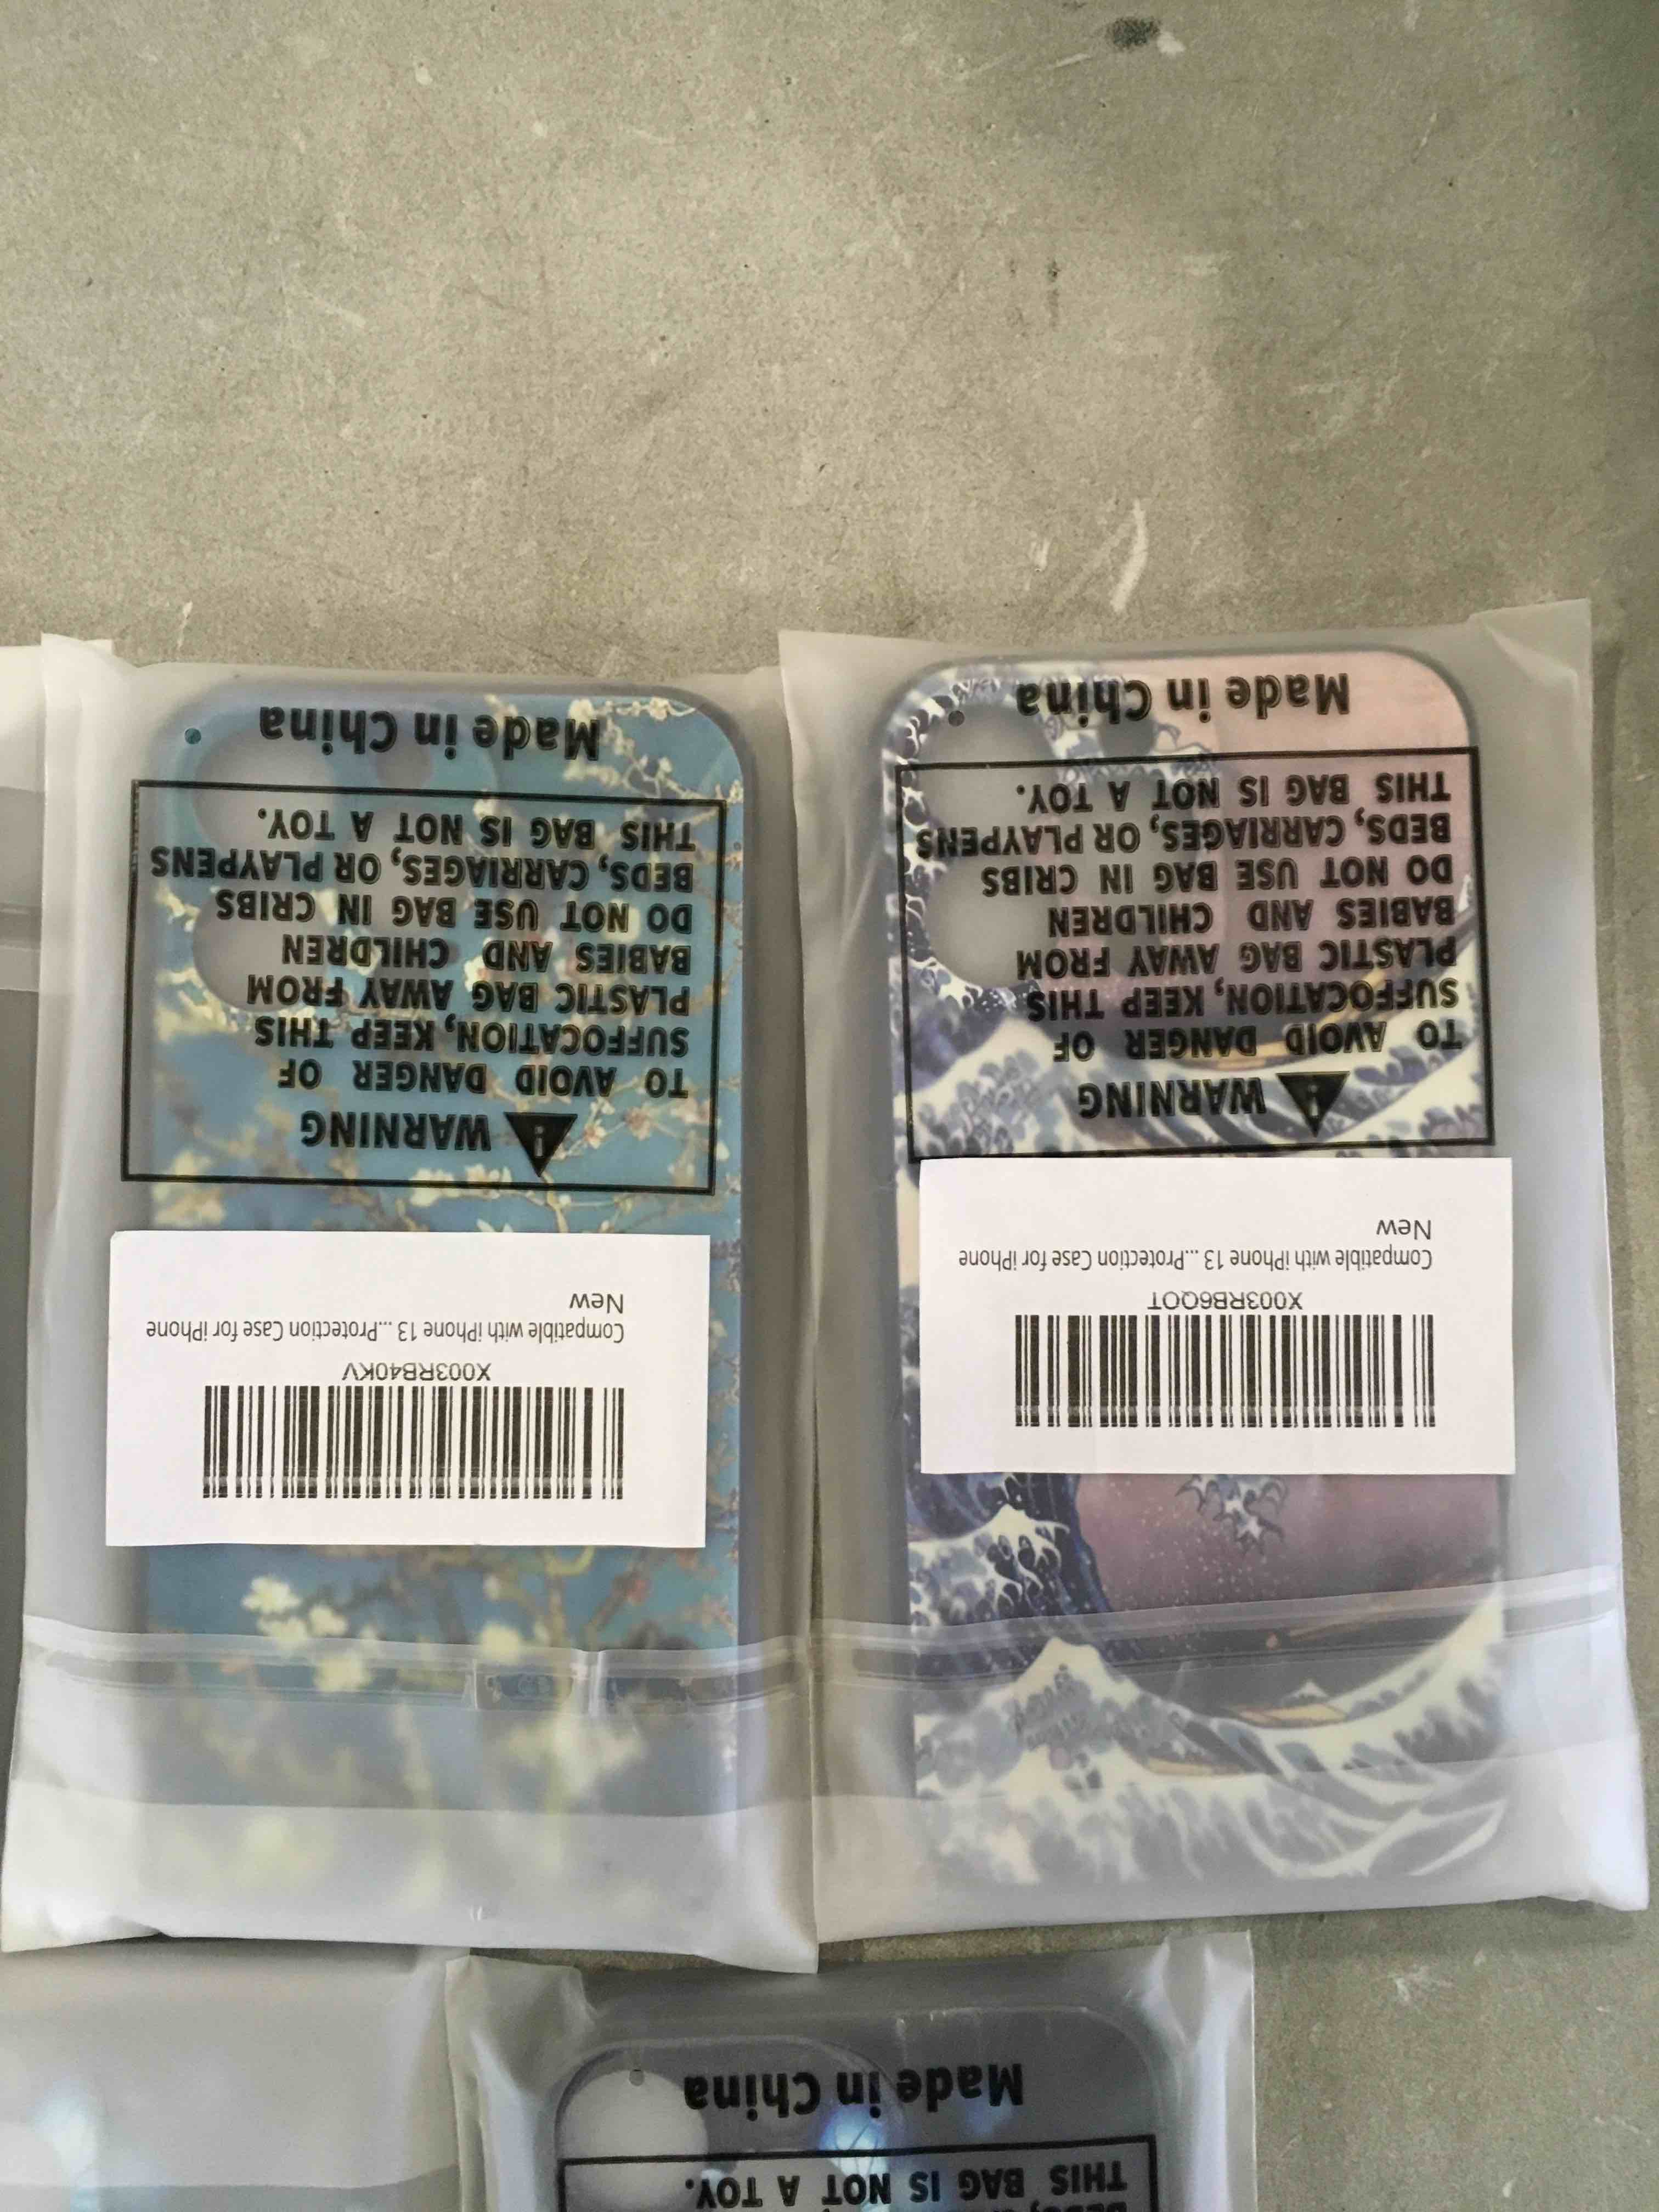 WARNING
TO AVOID DANGER OF
SUFFOCATION, KEEP THIS
PLASTIC BAG AWAY FROM
BABIES AND CHILDREN
DO NOT USE BAG IN CRIBS
BEDS, CARRIAGES, OR PLAYPENS
THIS BAG IS NOT A TOY.
Made in China
X003RB6QOT
Compatible with iPhone 13 ...Protection Case for iPhone
New
WARNING
TO AVOID DANGER OF
SUFFOCATION, KEEP THIS
PLASTIC BAG AWAY FROM
BABIES AND CHILDREN
DO NOT USE BAG IN CRIBS
BEDS, CARRIAGES, OR PLAYPENS
THIS BAG IS NOT A TOY.
Made in China
X003RB40KV
Compatible with iPhone 13 ...Protection Case for iPhone
New
THIS BAG IS NOT A TOY.
Made in China